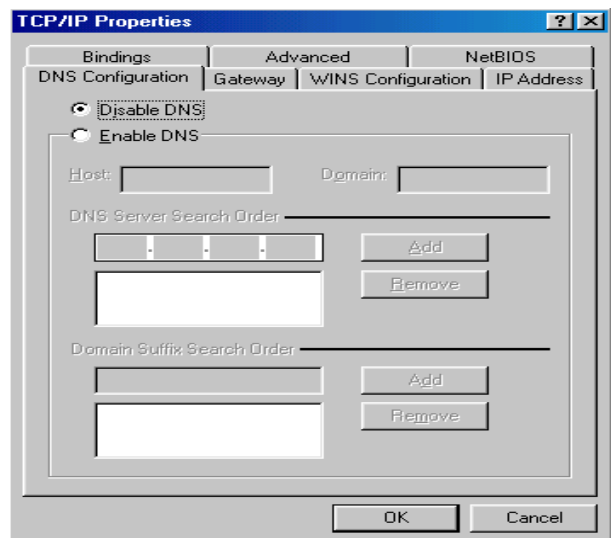 TCP/IP Properties
Bindings Advanced NetBIOS
DNS Configuration Gateway WINS Configuration IP Address
Disable DNS
Enable DNS
Host: Domain:
DNS Server Search Order
. . . Add
Remove
Domain Suffix Search Order
Add
Remove
OK Cancel